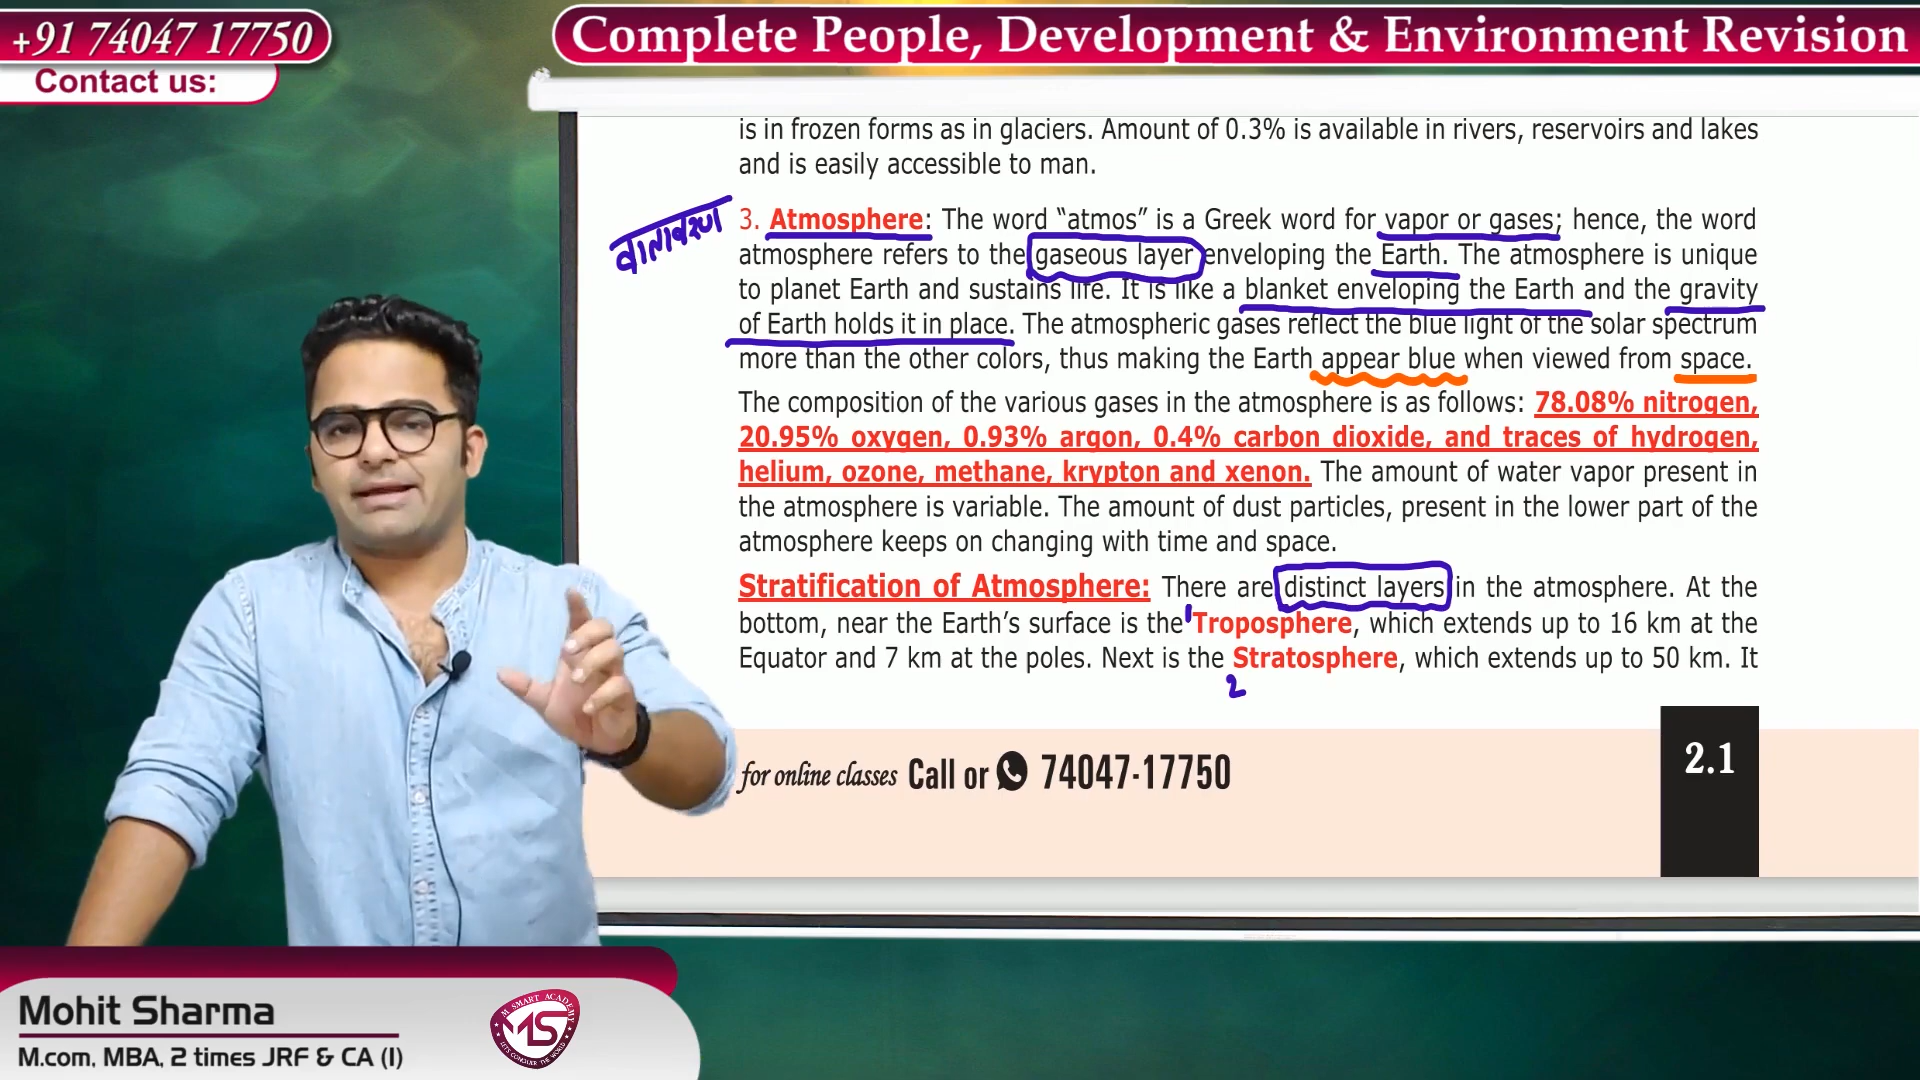 +91 74047 17750
Contact us:
Complete People, Development & Environment Revision
is in frozen forms as in glaciers. Amount of 0.3% is available in rivers, reservoirs and lakes
and is easily accessible to man.
वातावरण
3. Atmosphere: The word “atmos” is a Greek word for vapor or gases; hence, the word
atmosphere refers to the gaseous layer enveloping the Earth. The atmosphere is unique
to planet Earth and sustains life. It is like a blanket enveloping the Earth and the gravity
of Earth holds it in place. The atmospheric gases reflect the blue light of the solar spectrum
more than the other colors, thus making the Earth appear blue when viewed from space.
The composition of the various gases in the atmosphere is as follows: 78.08% nitrogen,
20.95% oxygen, 0.93% argon, 0.4% carbon dioxide, and traces of hydrogen,
helium, ozone, methane, krypton and xenon. The amount of water vapor present in
the atmosphere is variable. The amount of dust particles, present in the lower part of the
atmosphere keeps on changing with time and space.
Stratification of Atmosphere: There are distinct layers in the atmosphere. At the
bottom, near the Earth’s surface is the 1 Troposphere, which extends up to 16 km at the
Equator and 7 km at the poles. Next is the Stratosphere, which extends up to 50 km. It
2
2.1
for online classes Call or 74047-17750
Mohit Sharma
M.com, MBA, 2 times JRF & CA (I)
M SMART ACADEMY
MS
LETS CONQUER THE WORLD